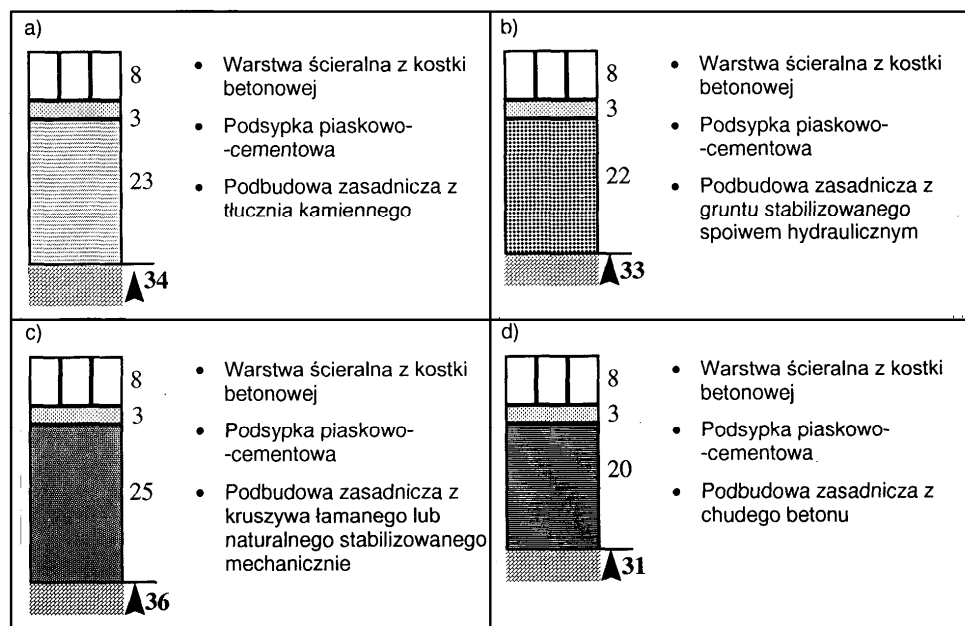 a)
8
3
23
34
• Warstwa ścieralna z kostki
betonowej
• Podsypka piaskowo-
-cementowa
• Podbudowa zasadnicza z
tłucznia kamiennego
b)
8
3
22
33
• Warstwa ścieralna z kostki
betonowej
• Podsypka piaskowo-
-cementowa
• Podbudowa zasadnicza z
gruntu stabilizowanego
spoiwem hydraulicznym
c)
8
3
25
36
• Warstwa ścieralna z kostki
betonowej
• Podsypka piaskowo-
-cementowa
• Podbudowa zasadnicza z
kruszywa łamanego lub
naturalnego stabilizowanego
mechanicznie
d)
8
3
20
31
• Warstwa ścieralna z kostki
betonowej
• Podsypka piaskowo-
-cementowa
• Podbudowa zasadnicza z
chudego betonu